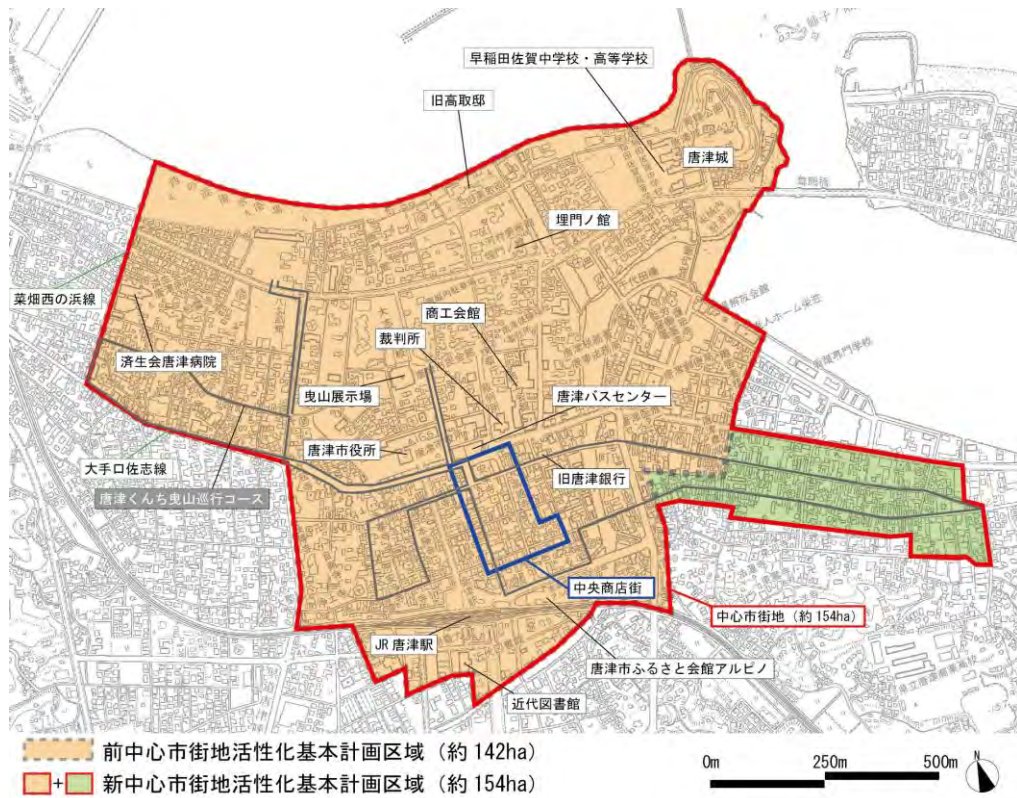 早稲田佐賀中学校・高等学校
旧高取邸
唐津城
埋門ノ館
菜畑西の浜線
商工会館
裁判所
済生会唐津病院
曳山展示場
唐津バスセンター
唐津市役所
大手口佐志線
旧唐津銀行
唐津くんち曳山巡行コース
中央商店街
中心市街地（約154ha）
JR唐津駅
唐津市ふるさと会館アルピノ
近代図書館
前中心市街地活性化基本計画区域（約142ha）
+
新中心市街地活性化基本計画区域（約154ha）
0m 250m 500m
N